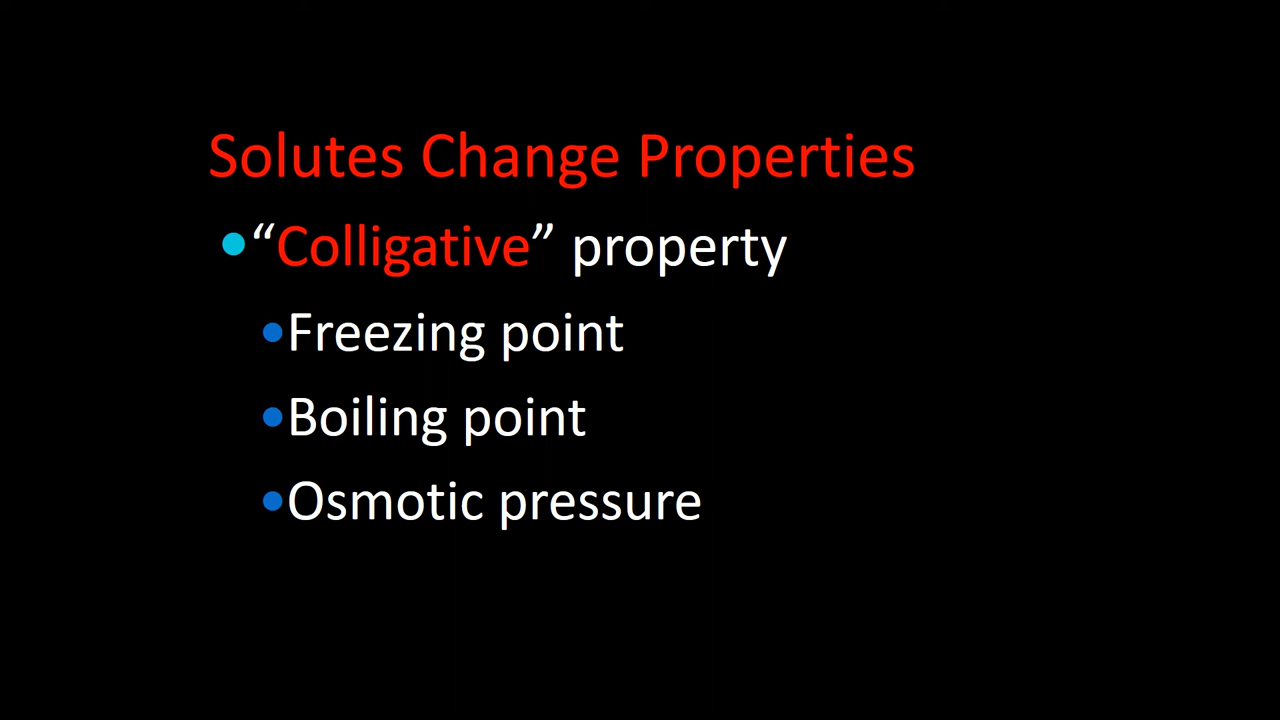 Solutes Change Properties
“Colligative” property
Freezing point
Boiling point
Osmotic pressure